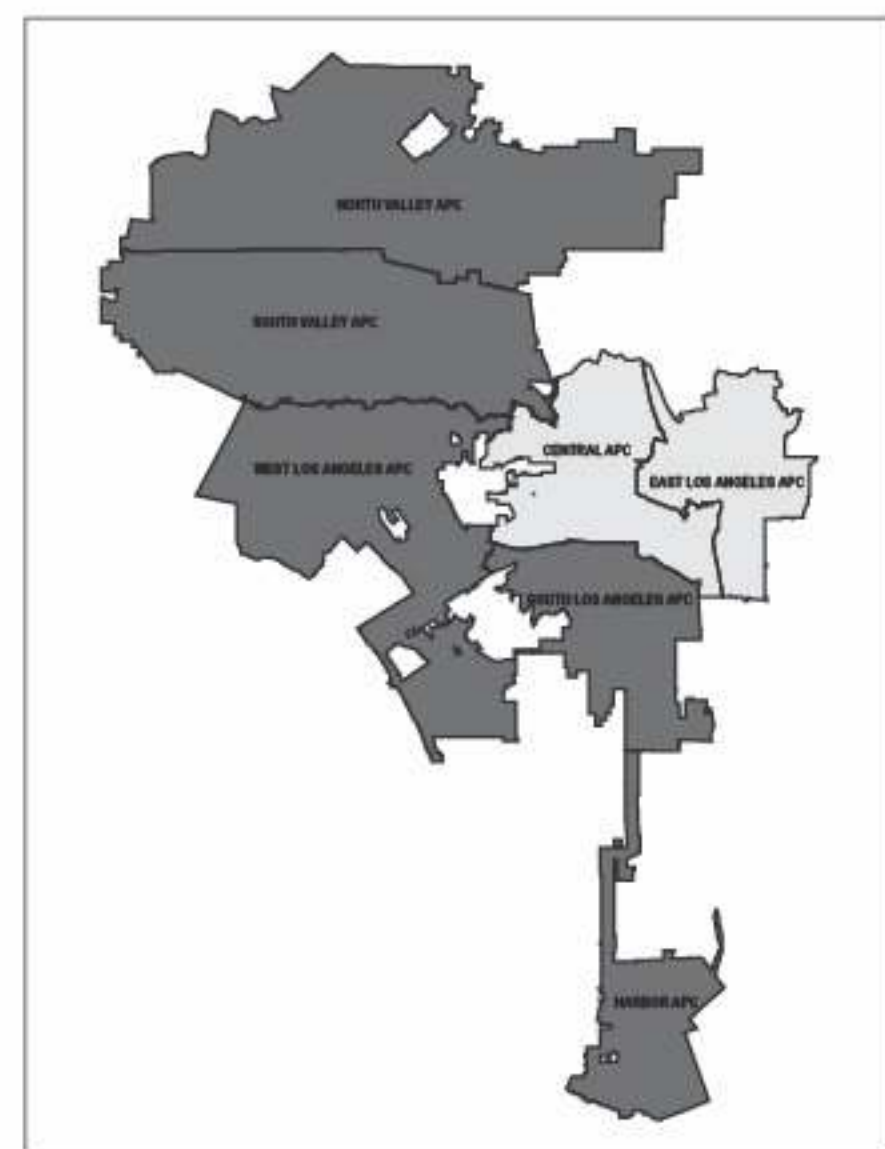 NORTH VALLEY APC
SOUTH VALLEY APC
CENTRAL APC
WEST LOS ANGELES APC
EAST LOS ANGELES APC
SOUTH LOS ANGELES APC
HARBOR APC